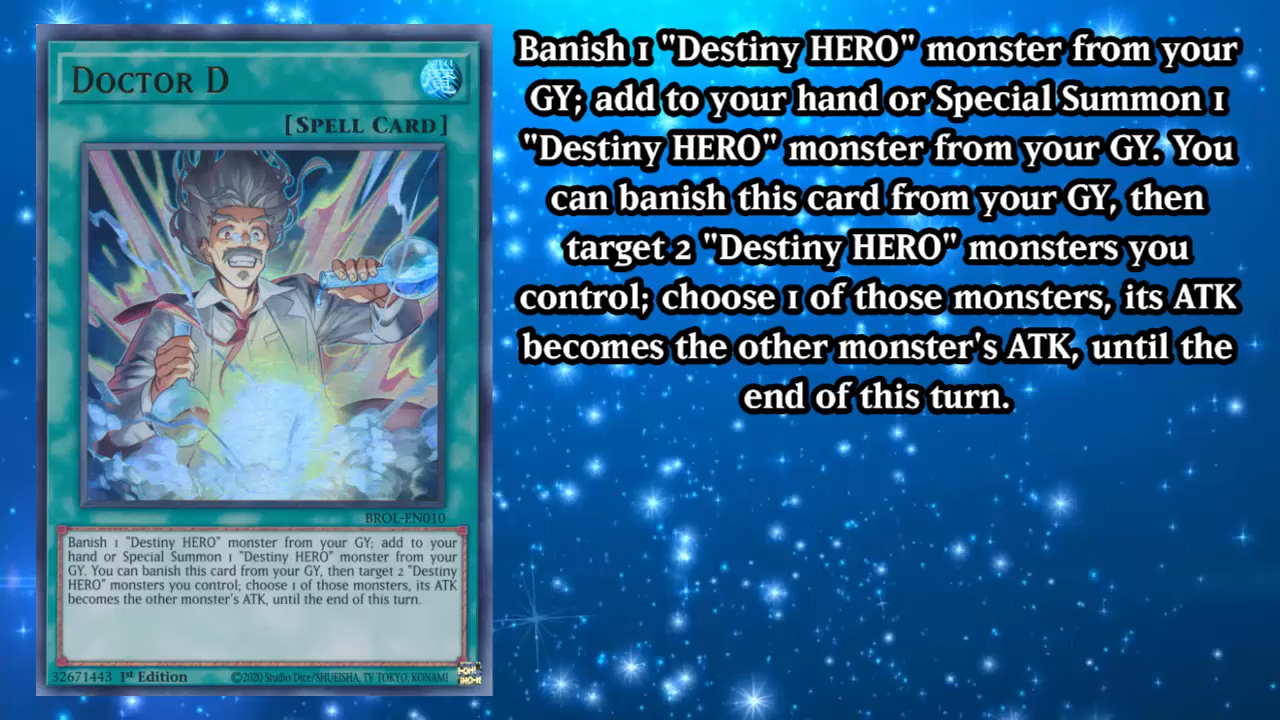 DOCTOR D
魔
[SPELL CARD]
BROL-EN010
Banish 1 "Destiny HERO" monster from your GY; add to your
hand or Special Summon 1 "Destiny HERO" monster from your
GY. You can banish this card from your GY, then target 2 "Destiny
HERO" monsters you control; choose 1 of those monsters, its ATK
becomes the other monster's ATK, until the end of this turn.
32671443 1st Edition ©2020 Studio Dice/SHUEISHA, TV TOKYO, KONAMI
Banish 1 "Destiny HERO" monster from your
GY; add to your hand or Special Summon 1
"Destiny HERO" monster from your GY. You
can banish this card from your GY, then
target 2 "Destiny HERO" monsters you
control; choose 1 of those monsters, its ATK
becomes the other monster's ATK, until the
end of this turn.